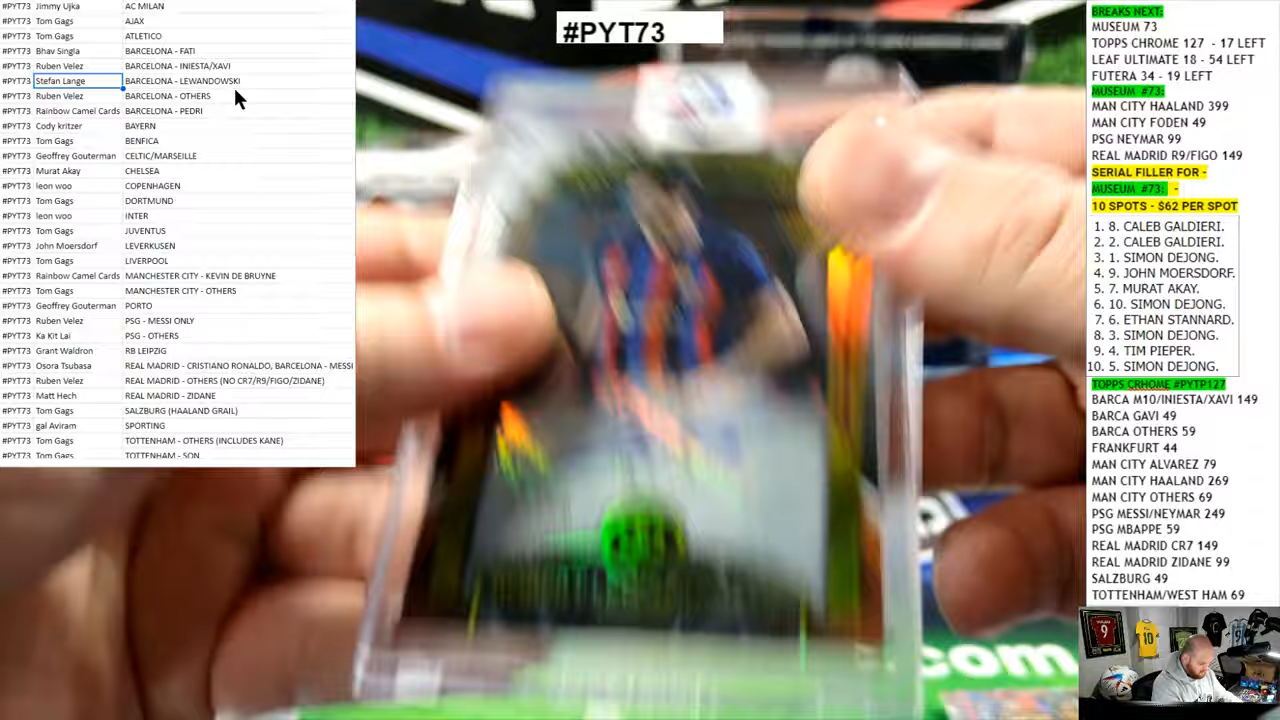 #PYT73 Jimmy Ujka AC MILAN
#PYT73 Tom Gags AJAX
#PYT73 Tom Gags ATLETICO
#PYT73 Bhav Singla BARCELONA - FATI
#PYT73 Ruben Velez BARCELONA - INIESTA/XAVI
#PYT73 Stefan Lange BARCELONA - LEWANDOWSKI
#PYT73 Ruben Velez BARCELONA - OTHERS
#PYT73 Rainbow Camel Cards BARCELONA - PEDRI
#PYT73 Cody kritzer BAYERN
#PYT73 Tom Gags BENFICA
#PYT73 Geoffrey Gouterman CELTIC/MARSEILLE
#PYT73 Murat Akay CHELSEA
#PYT73 leon woo COPENHAGEN
#PYT73 Tom Gags DORTMUND
#PYT73 leon woo INTER
#PYT73 Tom Gags JUVENTUS
#PYT73 John Moersdorf LEVERKUSEN
#PYT73 Tom Gags LIVERPOOL
#PYT73 Rainbow Camel Cards MANCHESTER CITY - KEVIN DE BRUYNE
#PYT73 Tom Gags MANCHESTER CITY - OTHERS
#PYT73 Geoffrey Gouterman PORTO
#PYT73 Ruben Velez PSG - MESSI ONLY
#PYT73 Ka Kit Lai PSG - OTHERS
#PYT73 Grant Waldron RB LEIPZIG
#PYT73 Osora Tsubasa REAL MADRID - CRISTIANO RONALDO, BARCELONA - MESSI
#PYT73 Ruben Velez REAL MADRID - OTHERS (NO CR7/R9/FIGO/ZIDANE)
#PYT73 Matt Hech REAL MADRID - ZIDANE
#PYT73 Tom Gags SALZBURG (HAALAND GRAIL)
#PYT73 gal Aviram SPORTING
#PYT73 Tom Gags TOTTENHAM - OTHERS (INCLUDES KANE)
#PYT73 Tom Gags TOTTENHAM - SON
#PYT73
BREAKS NEXT:
MUSEUM 73
TOPPS CHROME 127 - 17 LEFT
LEAF ULTIMATE 18 - 54 LEFT
FUTERA 34 - 19 LEFT
MUSEUM #73:
MAN CITY HAALAND 399
MAN CITY FODEN 49
PSG NEYMAR 99
REAL MADRID R9/FIGO 149
SERIAL FILLER FOR -
MUSEUM #73: -
10 SPOTS - $62 PER SPOT
1. 8. CALEB GALDIERI.
2. 2. CALEB GALDIERI.
3. 1. SIMON DEJONG.
4. 9. JOHN MOERSDORF.
5. 7. MURAT AKAY.
6. 10. SIMON DEJONG.
7. 6. ETHAN STANNARD.
8. 3. SIMON DEJONG.
9. 4. TIM PIEPER.
10. 5. SIMON DEJONG.
TOPPS CRHOME #PYTP127
BARCA M10/INIESTA/XAVI 149
BARCA GAVI 49
BARCA OTHERS 59
FRANKFURT 44
MAN CITY ALVAREZ 79
MAN CITY HAALAND 269
MAN CITY OTHERS 69
PSG MESSI/NEYMAR 249
PSG MBAPPE 59
REAL MADRID CR7 149
REAL MADRID ZIDANE 99
SALZBURG 49
TOTTENHAM/WEST HAM 69
com
9
10